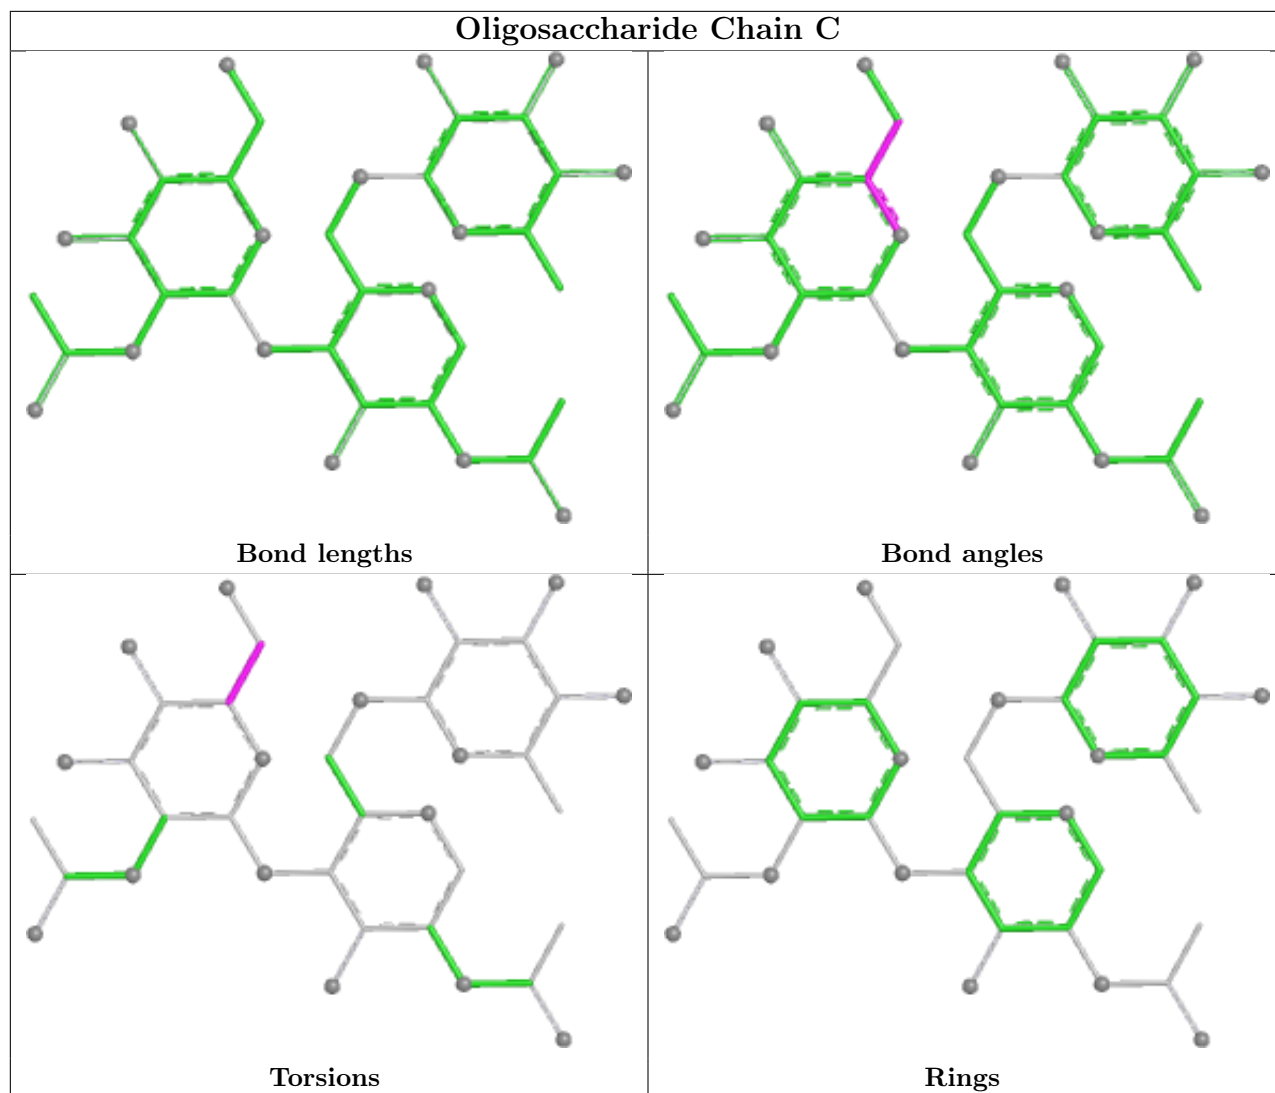 Oligosaccharide Chain C
Bond lengths
Bond angles
Torsions
Rings